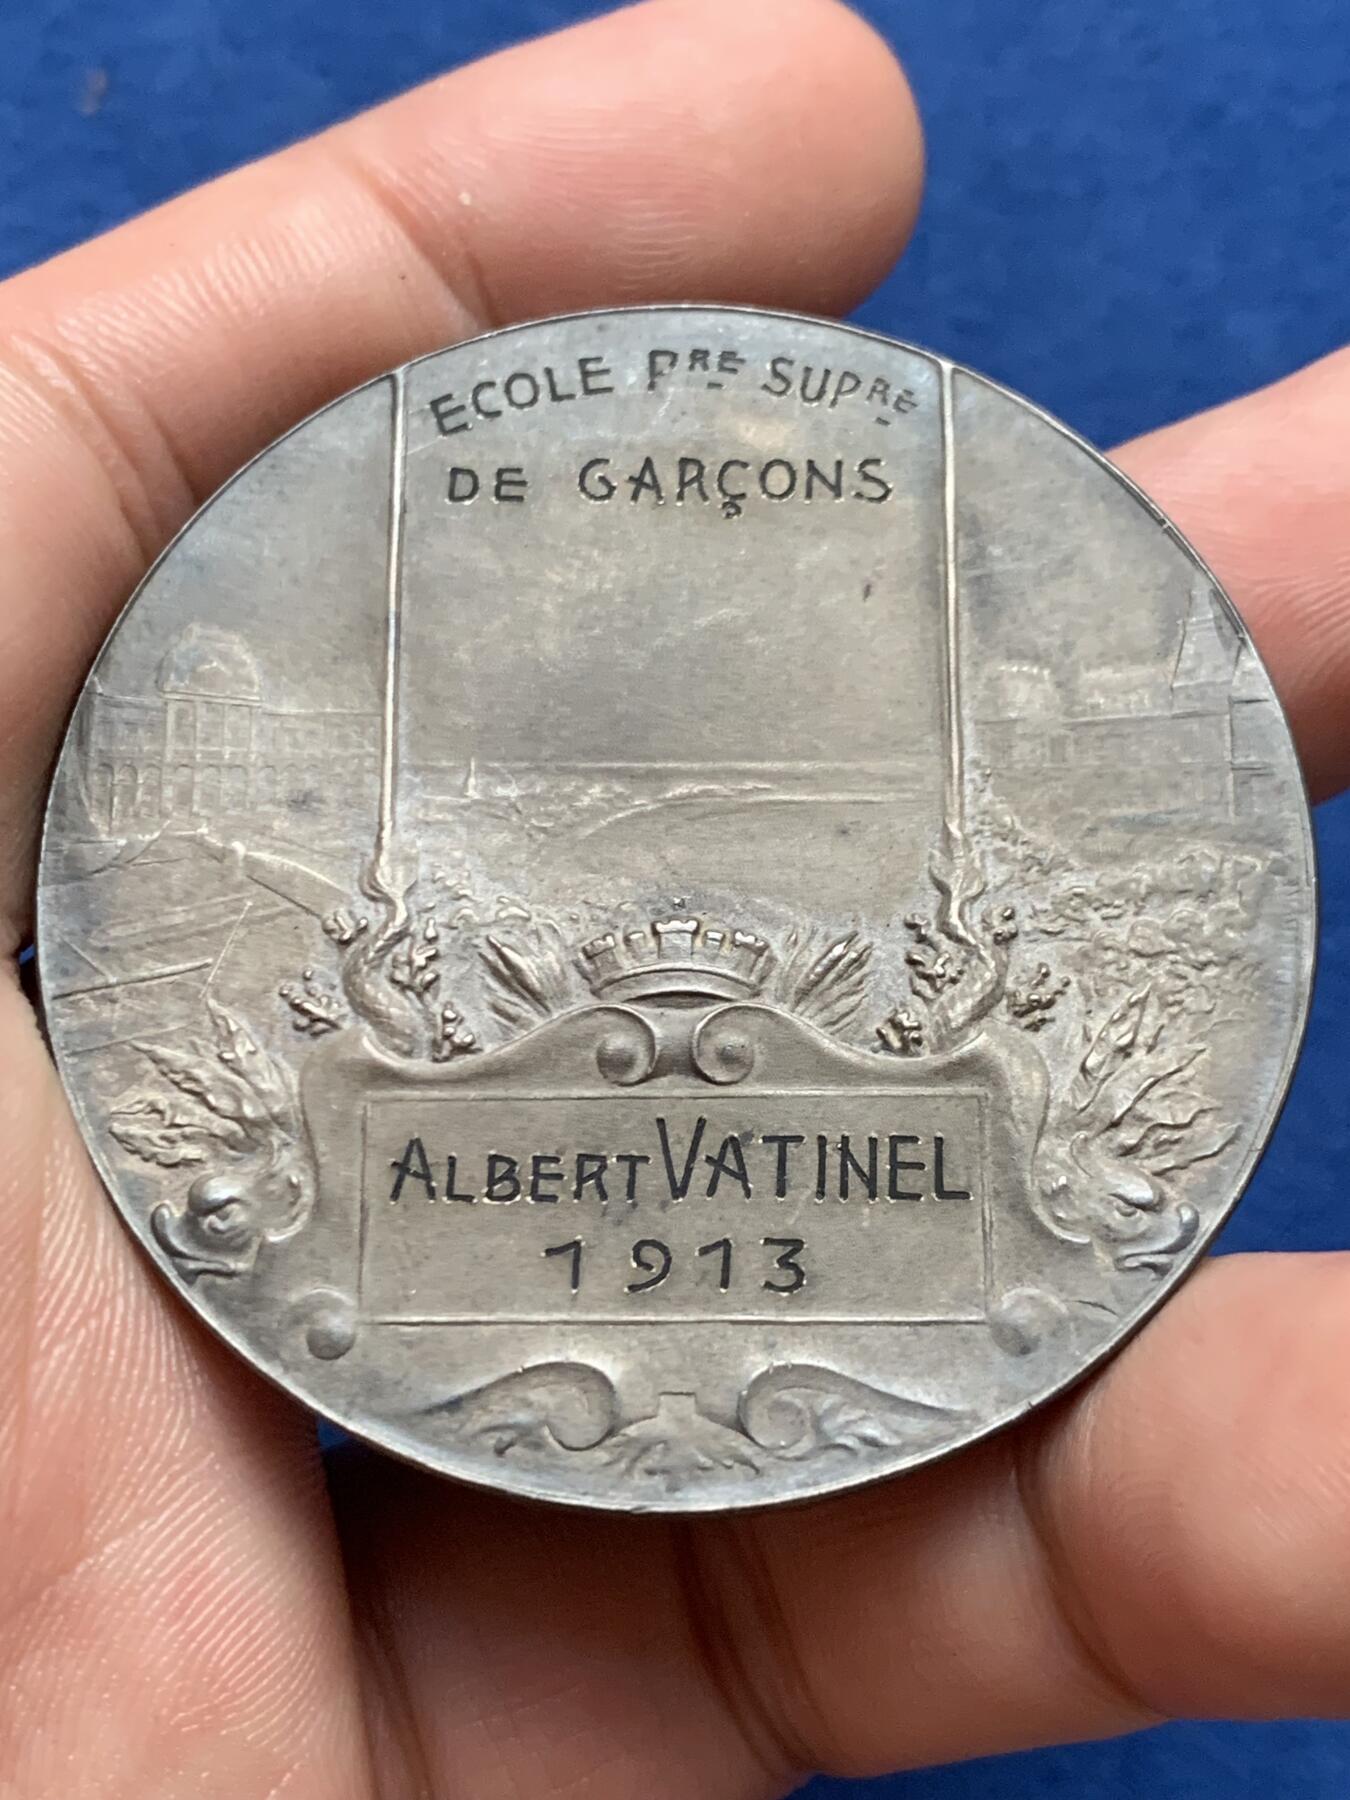 ECOLE PRE SUPRE
DE GARÇONS
ALBERT VATINEL
1913